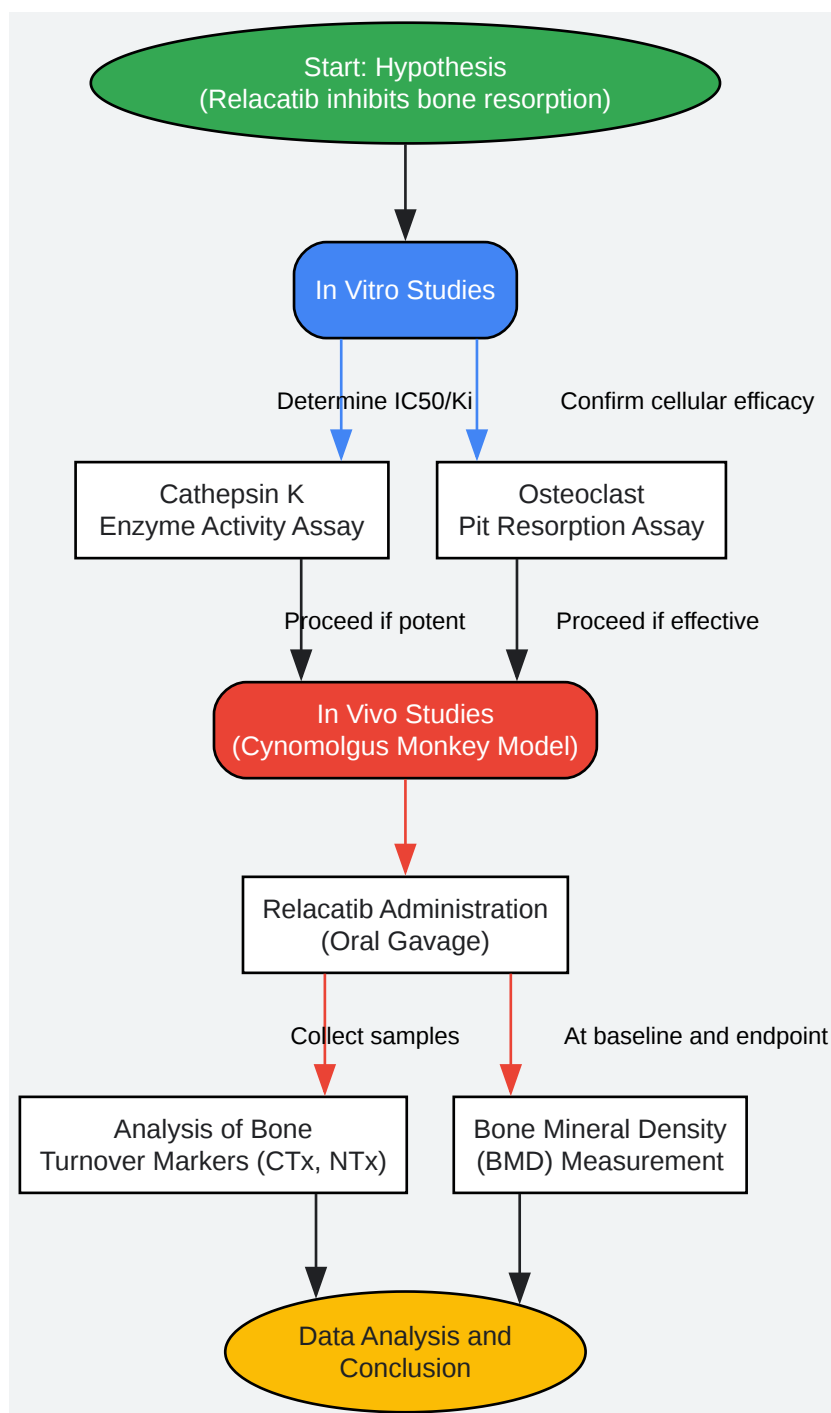 Start: Hypothesis
(Relacatib inhibits bone resorption)
In Vitro Studies
Determine IC50/Ki
Confirm cellular efficacy
Cathepsin K
Enzyme Activity Assay
Osteoclast
Pit Resorption Assay
Proceed if potent
Proceed if effective
In Vivo Studies
(Cynomolgus Monkey Model)
Relacatib Administration
(Oral Gavage)
Collect samples
At baseline and endpoint
Analysis of Bone
Turnover Markers (CTx, NTx)
Bone Mineral Density
(BMD) Measurement
Data Analysis and
Conclusion